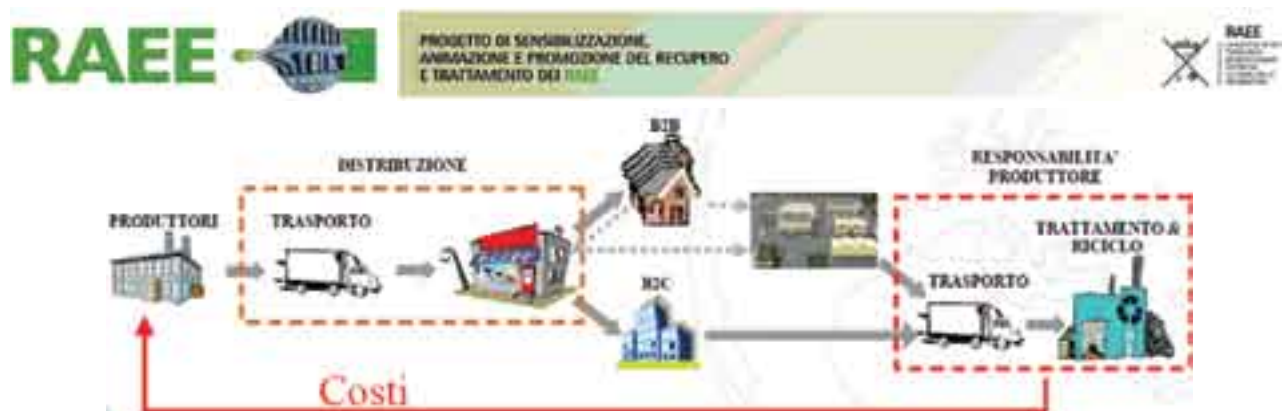 RAEE
PROGETTO DI SENSIBILIZZAZIONE,
ANIMAZIONE E PROMOZIONE DEL RECUPERO
E TRATTAMENTO DEI RAEE
RAEE
B2B
DISTRIBUZIONE
RESPONSABILITA'
PRODUTTORE
PRODUTTORI
TRASPORTO
TRATTAMENTO &
RICICLO
B2C
TRASPORTO
Costi